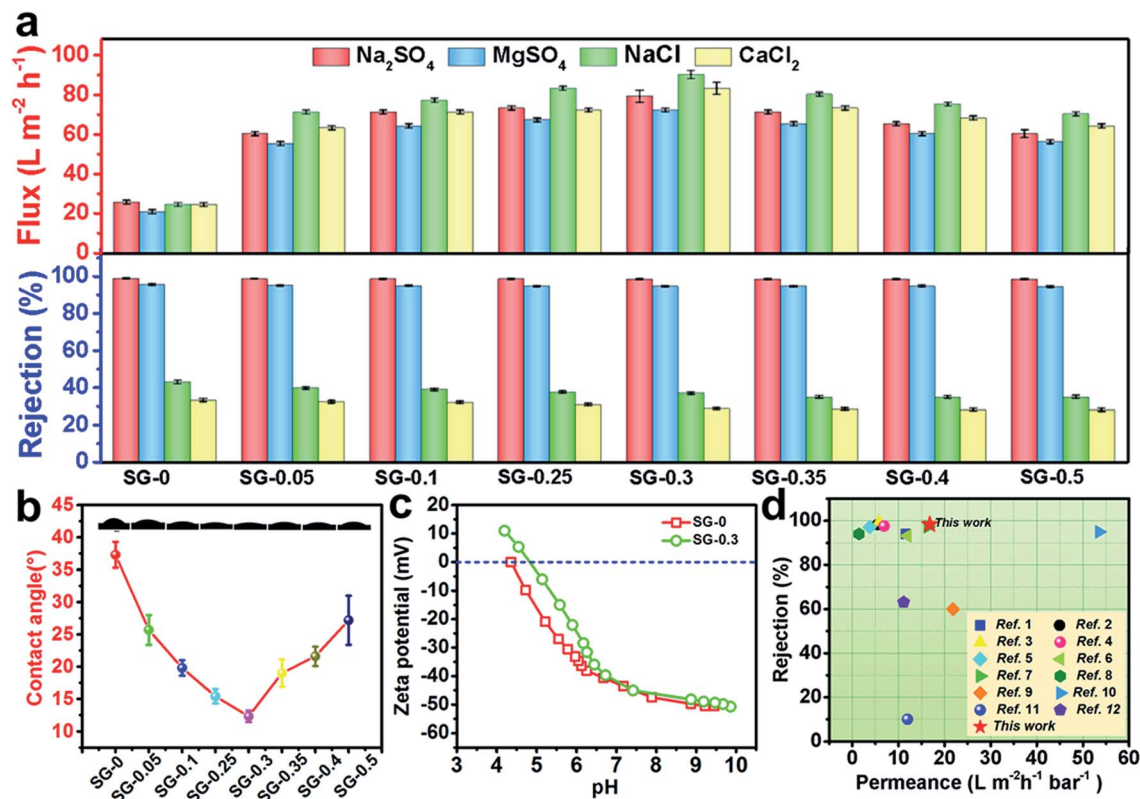 a
Na₂SO₄ MgSO₄ NaCl CaCl₂
Flux (L m⁻² h⁻¹)
100
80
60
40
20
0
Rejection (%)
100
80
60
40
20
0
SG-0 SG-0.05 SG-0.1 SG-0.25 SG-0.3 SG-0.35 SG-0.4 SG-0.5
b
Contact angle(°)
45
40
35
30
25
20
15
10
SG-0 SG-0.05 SG-0.1 SG-0.25 SG-0.3 SG-0.35 SG-0.4 SG-0.5
c
Zeta potential (mV)
20
10
0
-10
-20
-30
-40
-50
-60
SG-0
SG-0.3
3 4 5 6 7 8 9 10
pH
d
Rejection (%)
100
80
60
40
20
0
This work
Ref. 1 Ref. 2
Ref. 3 Ref. 4
Ref. 5 Ref. 6
Ref. 7 Ref. 8
Ref. 9 Ref. 10
Ref. 11 Ref. 12
This work
0 10 20 30 40 50 60
Permeance (L m⁻²h⁻¹ bar⁻¹)